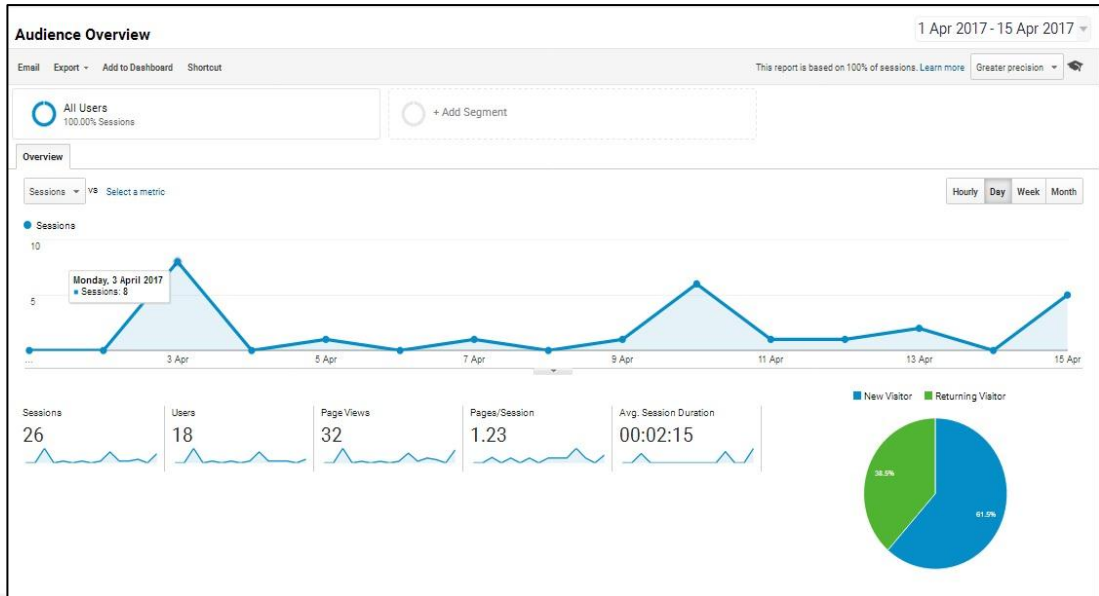 1 Apr 2017 - 15 Apr 2017
Audience Overview
Email Export Add to Dashboard Shortcut
This report is based on 100% of sessions. Learn more Greater precision
All Users
100.00% Sessions
+ Add Segment
Overview
Sessions VS Select a metric
Hourly Day Week Month
Sessions
10
Monday, 3 April 2017
Sessions: 8
5
... 3 Apr 5 Apr 7 Apr 9 Apr 11 Apr 13 Apr 15 Apr
New Visitor Returning Visitor
Sessions Users Page Views Pages/Session Avg. Session Duration
26 18 32 1.23 00:02:15
38.5%
61.5%